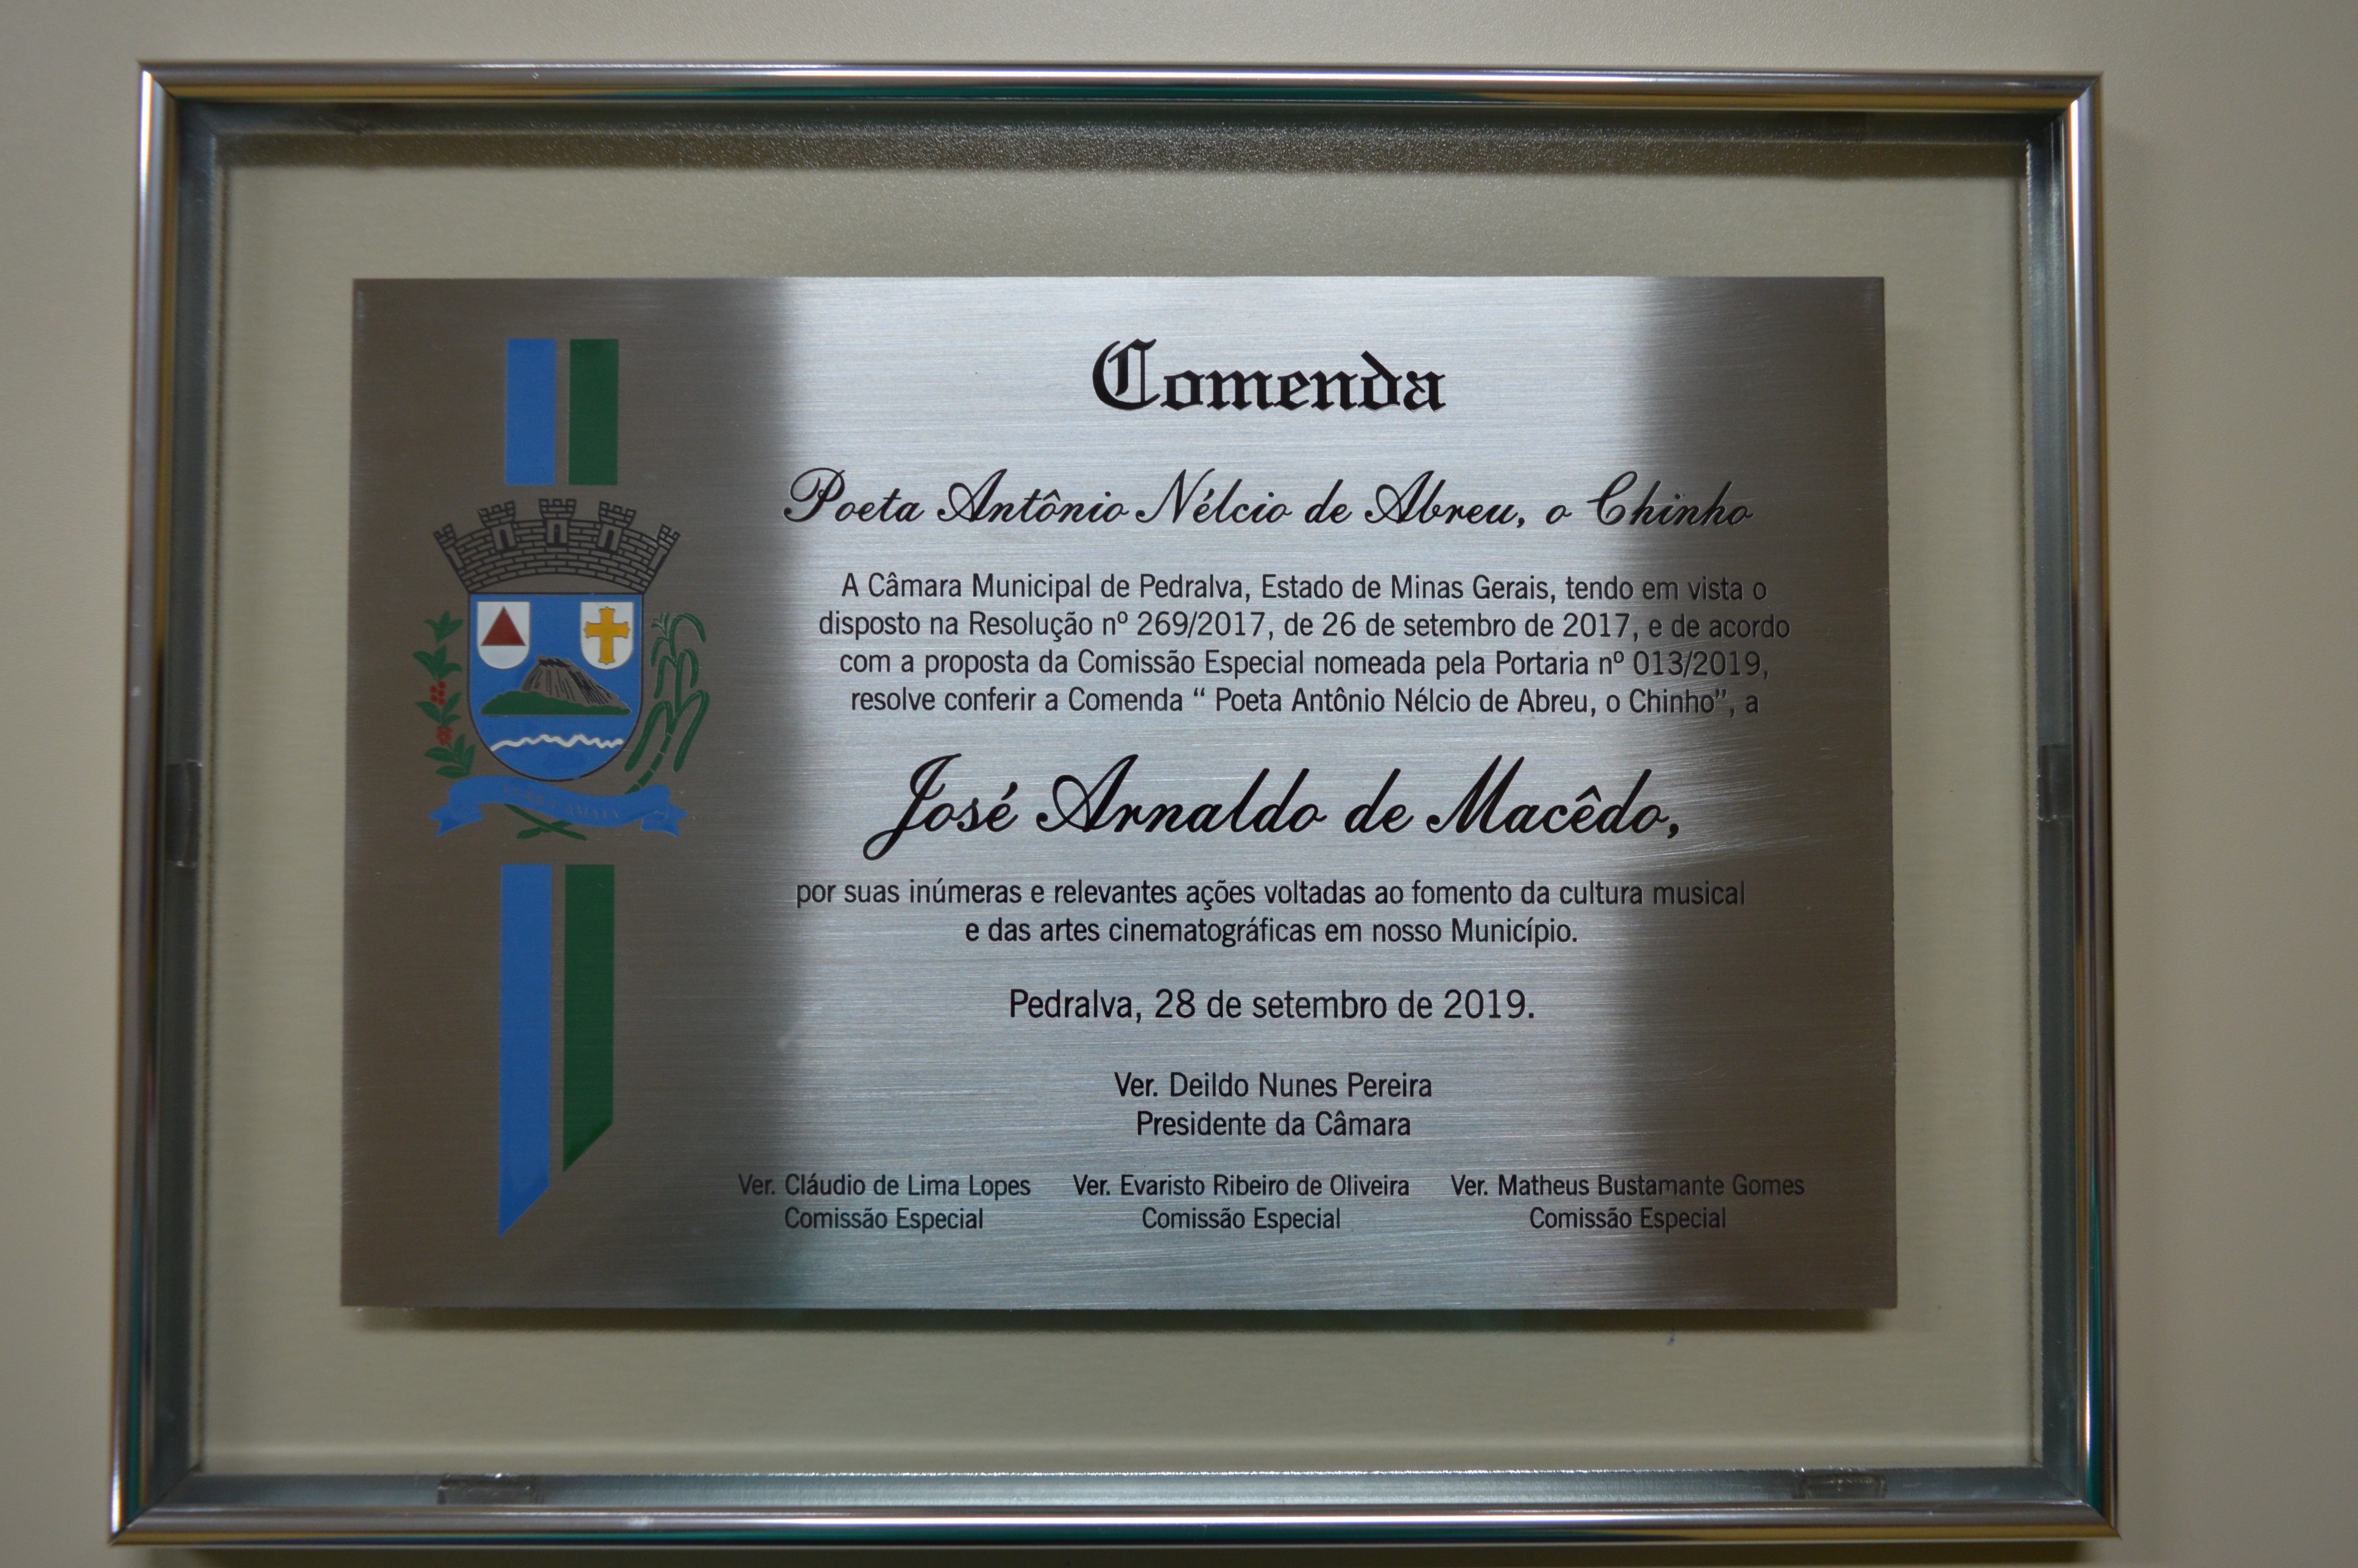 Comenda
Poeta Antônio Nélcio de Abreu, o Chinho
A Câmara Municipal de Pedralva, Estado de Minas Gerais, tendo em vista o
disposto na Resolução nº 269/2017, de 26 de setembro de 2017, e de acordo
com a proposta da Comissão Especial nomeada pela Portaria nº 013/2019,
resolve conferir a Comenda “ Poeta Antônio Nélcio de Abreu, o Chinho”, a
José Arnaldo de Macêdo,
por suas inúmeras e relevantes ações voltadas ao fomento da cultura musical
e das artes cinematográficas em nosso Município.
Pedralva, 28 de setembro de 2019.
Ver. Deildo Nunes Pereira
Presidente da Câmara
Ver. Cláudio de Lima Lopes Ver. Evaristo Ribeiro de Oliveira Ver. Matheus Bustamante Gomes
Comissão Especial Comissão Especial Comissão Especial